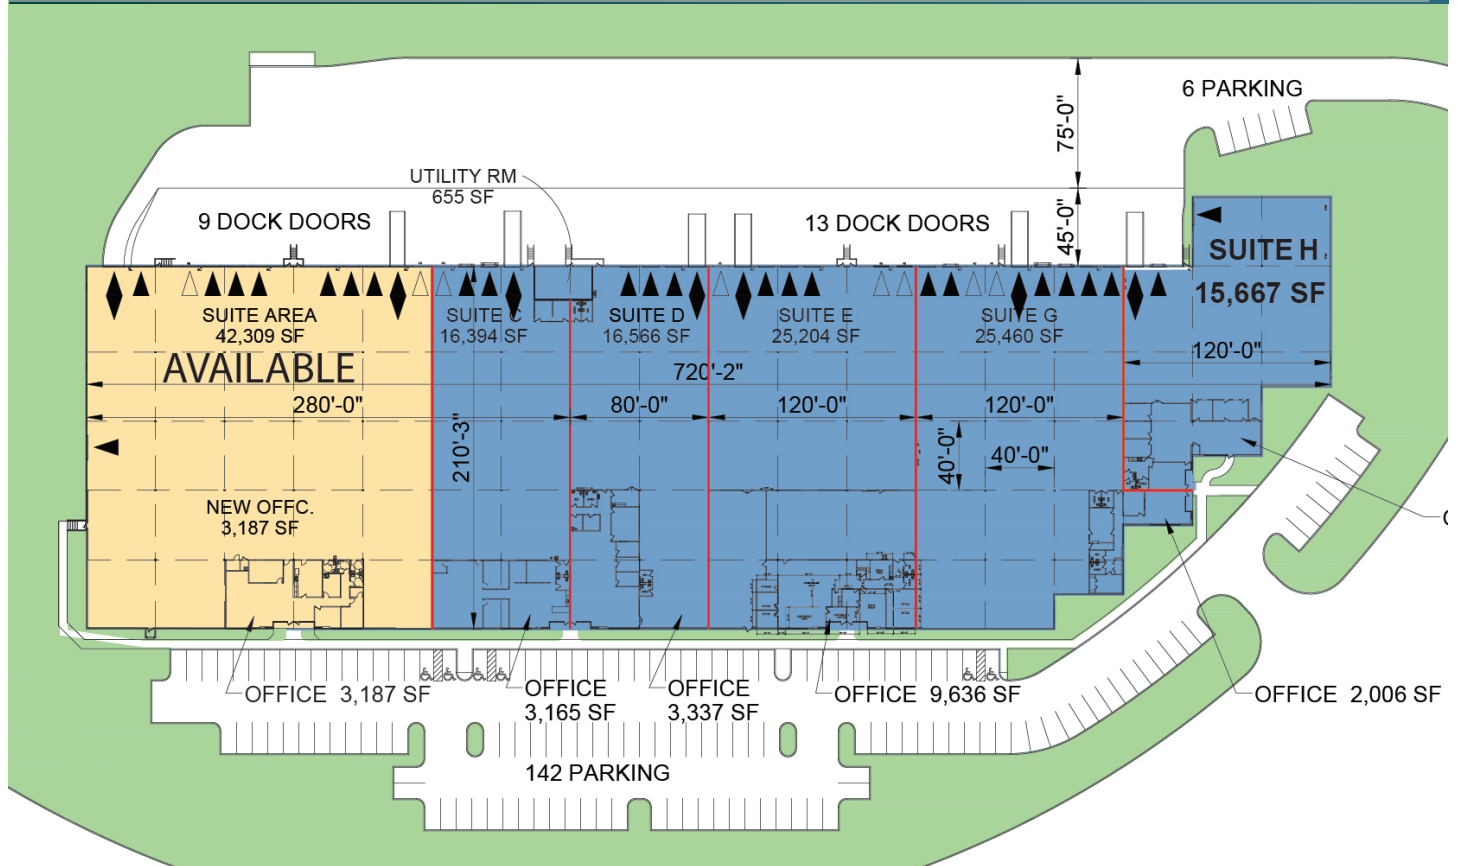 6 PARKING
75'-0"
UTILITY RM
655 SF
9 DOCK DOORS
13 DOCK DOORS
45'-0"
SUITE H
15,667 SF
SUITE AREA
42,309 SF
AVAILABLE
SUITE C
16,394 SF
SUITE D
16,566 SF
SUITE E
25,204 SF
SUITE G
25,460 SF
120'-0"
720'-2"
280'-0"
80'-0"
120'-0"
120'-0"
210'-3"
40'-0"
40'-0"
NEW OFFC.
3,187 SF
OFFICE 3,187 SF
OFFICE
3,165 SF
OFFICE
3,337 SF
OFFICE 9,636 SF
OFFICE 2,006 SF
142 PARKING